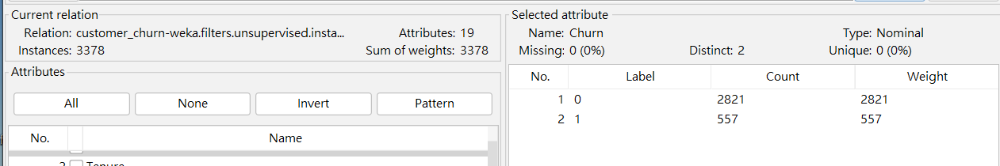 Current relation
Relation: customer_churn-weka.filters.unsupervised.insta...
Attributes: 19
Instances: 3378
Sum of weights: 3378
Attributes
All
None
Invert
Pattern
No.
Name
Tenure
Selected attribute
Name: Churn
Type: Nominal
Missing: 0 (0%)
Distinct: 2
Unique: 0 (0%)
No.
Label
Count
Weight
1 0 2821 2821
2 1 557 557